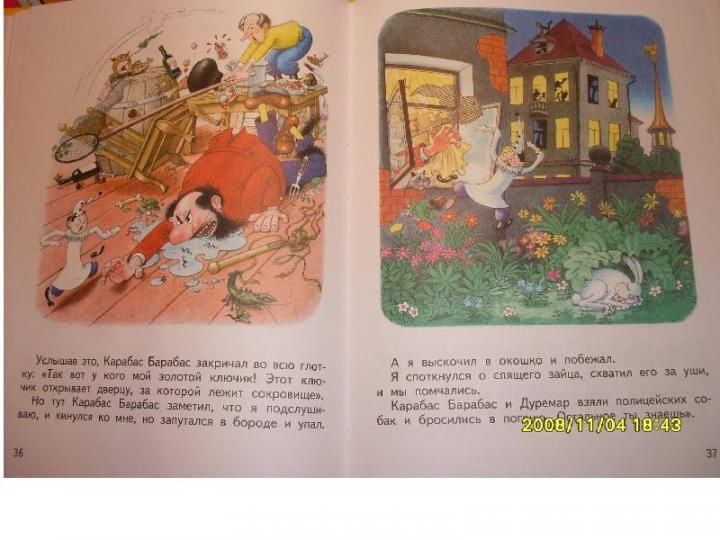 Услышав это, Карабас Барабас закричал во всю глот-
ку: «Так вот у кого мой золотой ключик! Этот клю-
чик открывает дверцу, за которой лежит сокровище».
Но тут Карабас Барабас заметил, что я подслуши-
ваю, и кинулся ко мне, но запутался в бороде и упал.
36
А я выскочил в окошко и побежал.
Я споткнулся о спящего зайца, схватил его за уши,
и мы помчались.
Карабас Барабас и Дуремар взяли полицейских со-
бак и бросились в погоню. Остальное ты знаешь».
2008/11/04 18:43
37